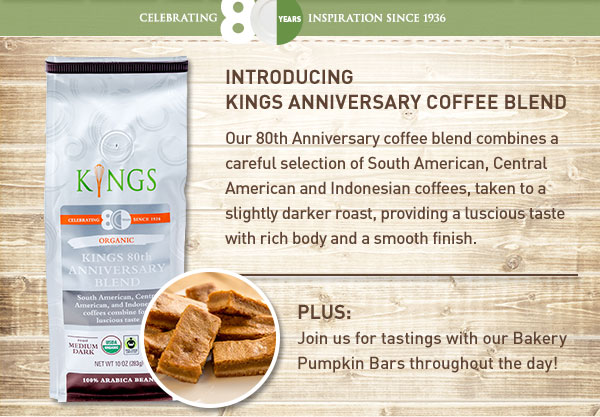 CELEBRATING 80 YEARS INSPIRATION SINCE 1936
INTRODUCING
KINGS ANNIVERSARY COFFEE BLEND
Our 80th Anniversary coffee blend combines a
careful selection of South American, Central
American and Indonesian coffees, taken to a
slightly darker roast, providing a luscious taste
with rich body and a smooth finish.
PLUS:
Join us for tastings with our Bakery
Pumpkin Bars throughout the day!
KINGS
CELEBRATING 80 SINCE 1936
ORGANIC
KINGS 80th
ANNIVERSARY
BLEND
South American,
American, and
coffees combine
luscious taste
MEDIUM
DARK
USDA
ORGANIC
NET WT 10 OZ (283g)
100% ARABICA